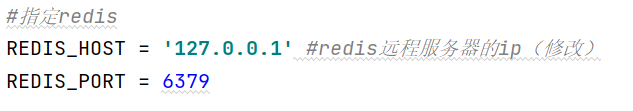 #指定redis
REDIS_HOST = '127.0.0.1' #redis远程服务器的ip（修改）
REDIS_PORT = 6379